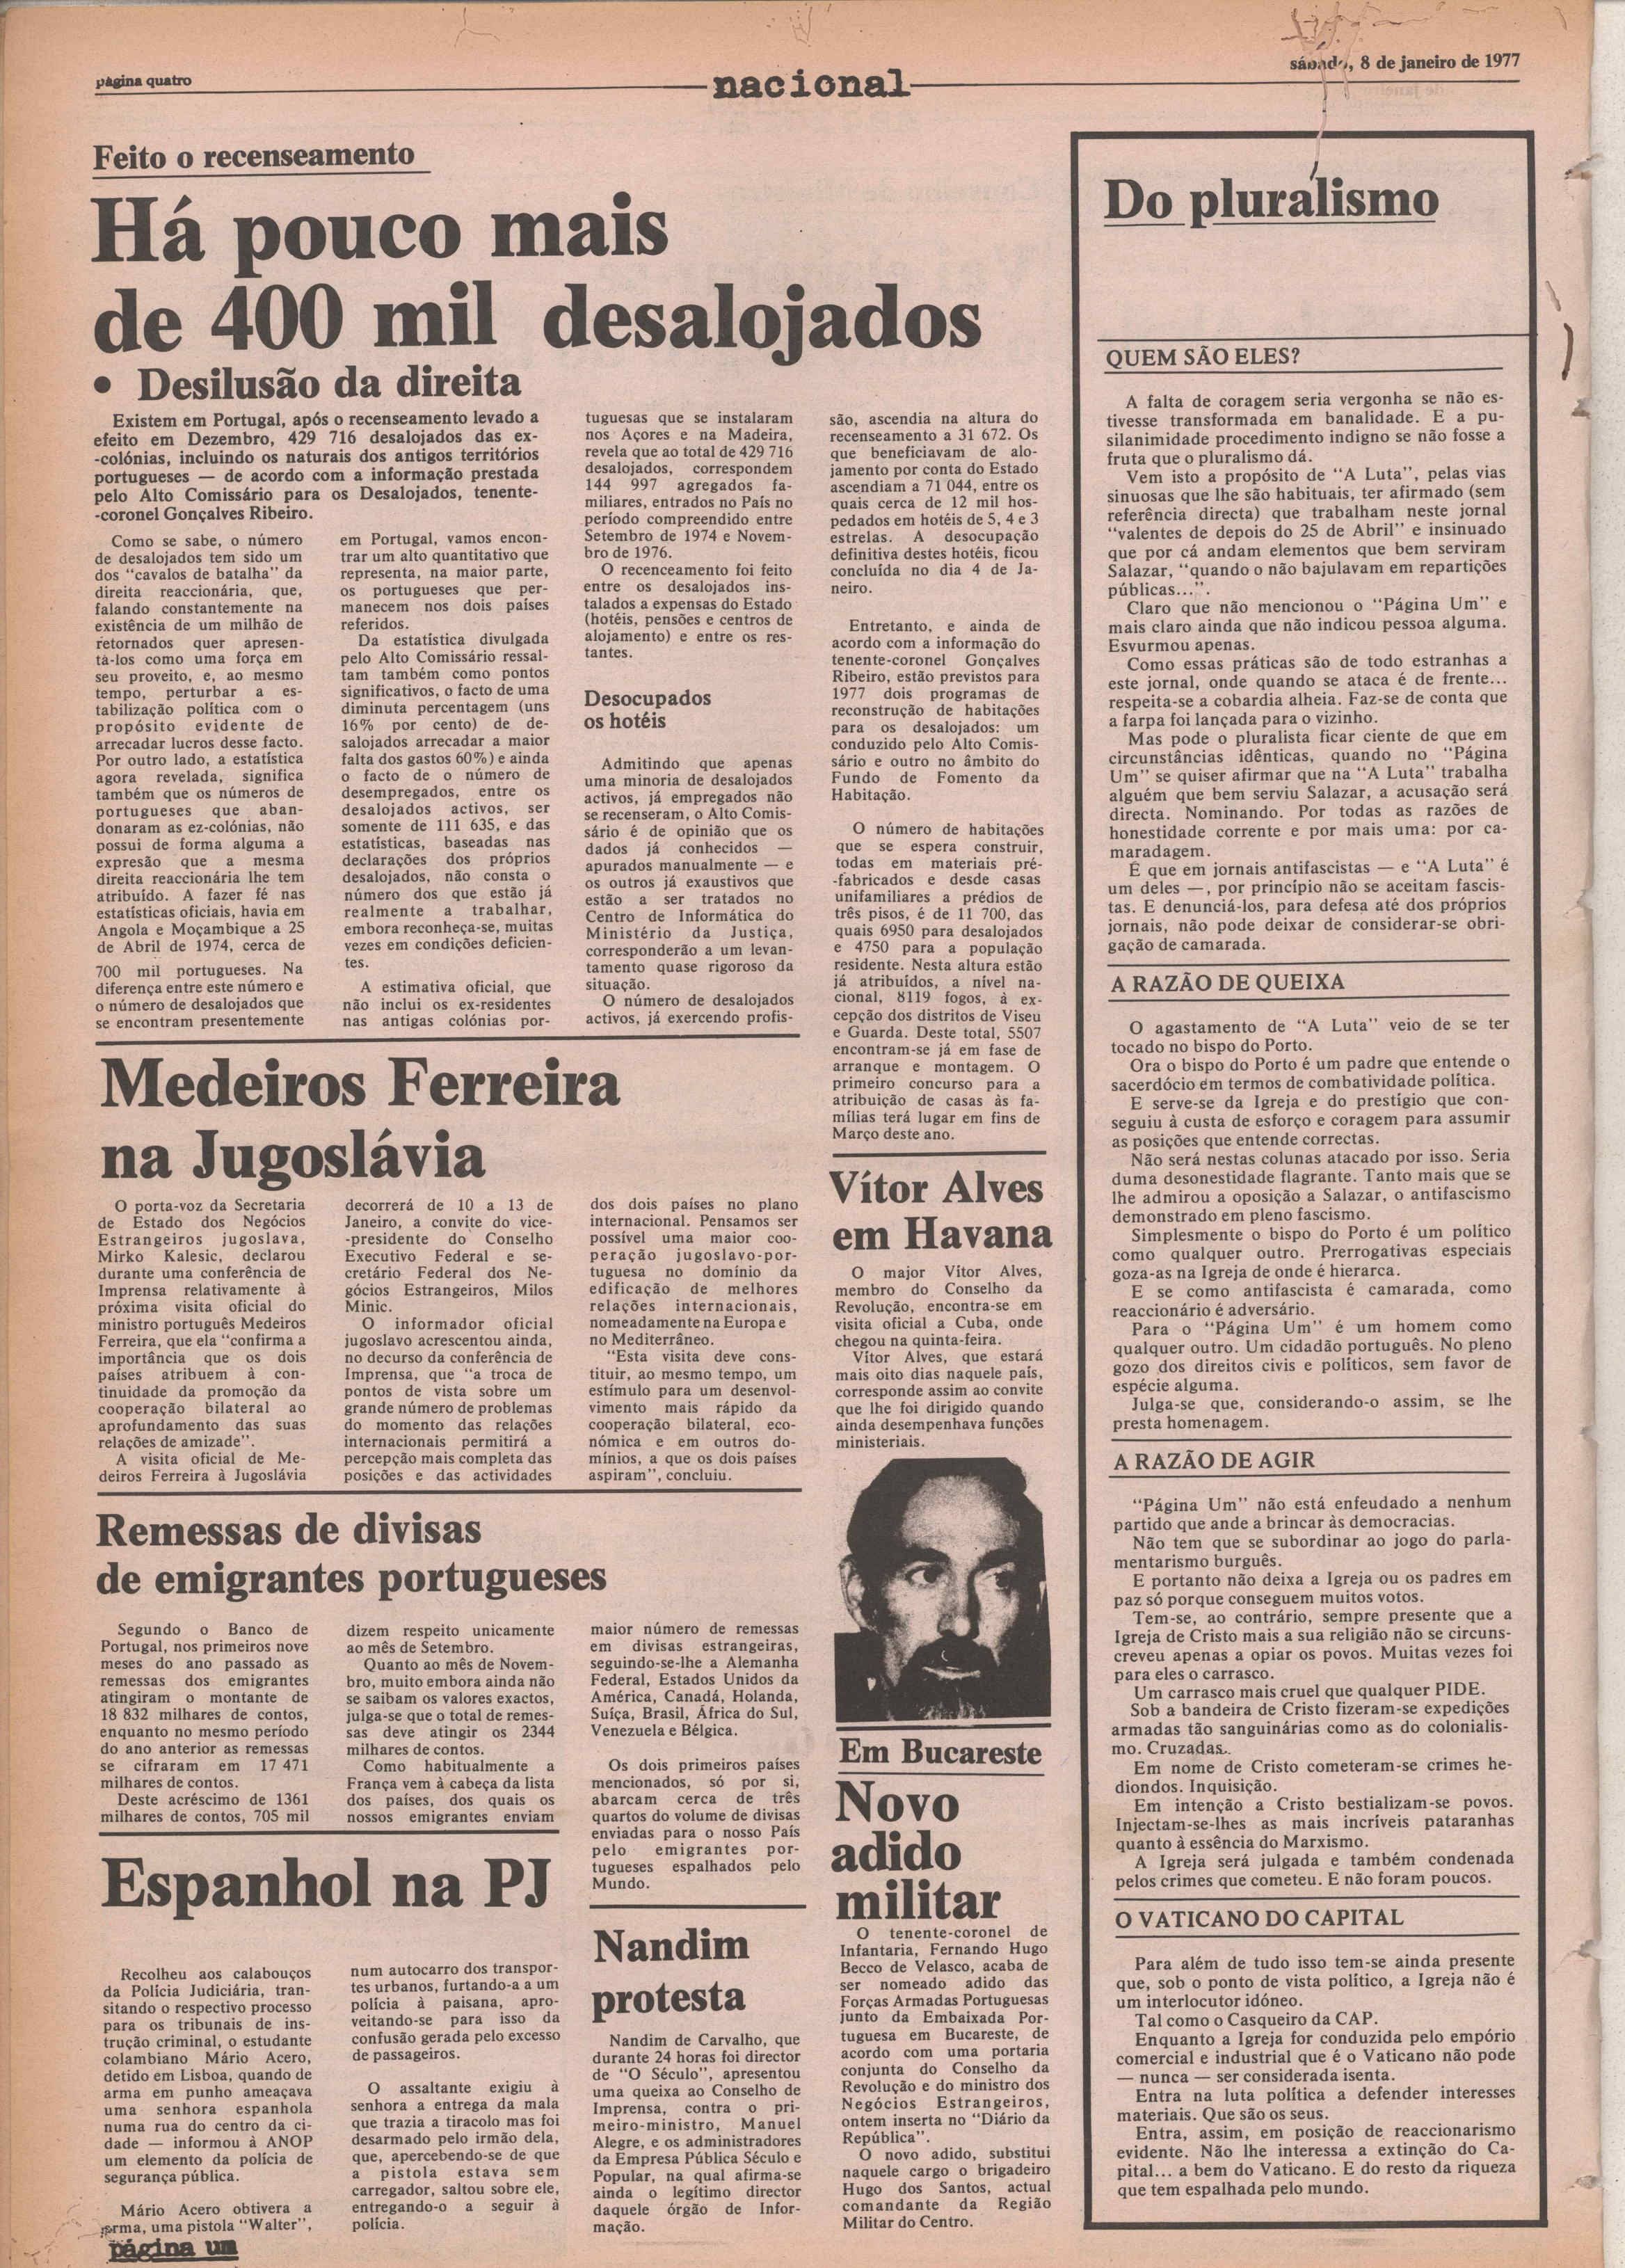 página quatro
nacional
sábado, 8 de janeiro de 1977
Feito o recenseamento
Há pouco mais
de 400 mil desalojados
• Desilusão da direita
Existem em Portugal, após o recenseamento levado a
efeito em Dezembro, 429 716 desalojados das ex-
-colónias, incluindo os naturais dos antigos territórios
portugueses — de acordo com a informação prestada
pelo Alto Comissário para os Desalojados, tenente-
-coronel Gonçalves Ribeiro.
Como se sabe, o número
de desalojados tem sido um
dos "cavalos de batalha" da
direita reaccionária, que,
falando constantemente na
existência de um milhão de
retornados quer apresen-
tá-los como uma força em
seu proveito, e, ao mesmo
tempo, perturbar a es-
tabilização política com o
propósito evidente de
arrecadar lucros desse facto.
Por outro lado, a estatística
agora revelada, significa
também que os números de
portugueses que aban-
donaram as ez-colónias, não
possui de forma alguma a
expresão que a mesma
direita reaccionária lhe tem
atribuído. A fazer fé nas
estatísticas oficiais, havia em
Angola e Moçambique a 25
de Abril de 1974, cerca de
700 mil portugueses. Na
diferença entre este número e
o número de desalojados que
se encontram presentemente
em Portugal, vamos encon-
trar um alto quantitativo que
representa, na maior parte,
os portugueses que per-
manecem nos dois países
referidos.
Da estatística divulgada
pelo Alto Comissário ressal-
tam também como pontos
significativos, o facto de uma
diminuta percentagem (uns
16% por cento) de de-
salojados arrecadar a maior
falta dos gastos 60%) e ainda
o facto de o número de
desempregados, entre os
desalojados activos, ser
somente de 111 635, e das
estatísticas, baseadas nas
declarações dos próprios
desalojados, não consta o
número dos que estão já
realmente a trabalhar,
embora reconheça-se, muitas
vezes em condições deficien-
tes.
A estimativa oficial, que
não inclui os ex-residentes
nas antigas colónias por-
tuguesas que se instalaram
nos Açores e na Madeira,
revela que ao total de 429 716
desalojados, correspondem
144 997 agregados fa-
miliares, entrados no País no
período compreendido entre
Setembro de 1974 e Novem-
bro de 1976.
O recenceamento foi feito
entre os desalojados ins-
talados a expensas do Estado
(hotéis, pensões e centros de
alojamento) e entre os res-
tantes.
Desocupados
os hotéis
Admitindo que apenas
uma minoria de desalojados
activos, já empregados não
se recenseram, o Alto Comis-
sário é de opinião que os
dados já conhecidos —
apurados manualmente — e
os outros já exaustivos que
estão a ser tratados no
Centro de Informática do
Ministério da Justiça,
corresponderão a um levan-
tamento quase rigoroso da
situação.
O número de desalojados
activos, já exercendo profis-
são, ascendia na altura do
recenseamento a 31 672. Os
que beneficiavam de alo-
jamento por conta do Estado
ascendiam a 71 044, entre os
quais cerca de 12 mil hos-
pedados em hotéis de 5, 4 e 3
estrelas. A desocupação
definitiva destes hotéis, ficou
concluída no dia 4 de Ja-
neiro.
Entretanto, e ainda de
acordo com a informação do
tenente-coronel Gonçalves
Ribeiro, estão previstos para
1977 dois programas de
reconstrução de habitações
para os desalojados: um
conduzido pelo Alto Comis-
sário e outro no âmbito do
Fundo de Fomento da
Habitação.
O número de habitações
que se espera construir,
todas em materiais pré-
-fabricados e desde casas
unifamiliares a prédios de
três pisos, é de 11 700, das
quais 6950 para desalojados
e 4750 para a população
residente. Nesta altura estão
já atribuídos, a nível na-
cional, 8119 fogos, à ex-
cepção dos distritos de Viseu
e Guarda. Deste total, 5507
encontram-se já em fase de
arranque e montagem. O
primeiro concurso para a
atribuição de casas às fa-
mílias terá lugar em fins de
Março deste ano.
Medeiros Ferreira
na Jugoslávia
O porta-voz da Secretaria
de Estado dos Negócios
Estrangeiros jugoslava,
Mirko Kalesic, declarou
durante uma conferência de
Imprensa relativamente à
próxima visita oficial do
ministro português Medeiros
Ferreira, que ela "confirma a
importância que os dois
países atribuem à con-
tinuidade da promoção da
cooperação bilateral ao
aprofundamento das suas
relações de amizade".
A visita oficial de Me-
deiros Ferreira à Jugoslávia
decorrerá de 10 a 13 de
Janeiro, a convite do vice-
-presidente do Conselho
Executivo Federal e se-
cretário Federal dos Ne-
gócios Estrangeiros, Milos
Minic.
O informador oficial
jugoslavo acrescentou ainda,
no decurso da conferência de
Imprensa, que "a troca de
pontos de vista sobre um
grande número de problemas
do momento das relações
internacionais permitirá a
percepção mais completa das
posições e das actividades
dos dois países no plano
internacional. Pensamos ser
possível uma maior coo-
peração jugoslavo-por-
tuguesa no domínio da
edificação de melhores
relações internacionais,
nomeadamente na Europa e
no Mediterrâneo.
"Esta visita deve cons-
tituir, ao mesmo tempo, um
estímulo para um desenvol-
vimento mais rápido da
cooperação bilateral, eco-
nómica e em outros do-
mínios, a que os dois países
aspiram", concluiu.
Vítor Alves
em Havana
O major Vítor Alves,
membro do Conselho da
Revolução, encontra-se em
visita oficial a Cuba, onde
chegou na quinta-feira.
Vítor Alves, que estará
mais oito dias naquele país,
corresponde assim ao convite
que lhe foi dirigido quando
ainda desempenhava funções
ministeriais.
Remessas de divisas
de emigrantes portugueses
Segundo o Banco de
Portugal, nos primeiros nove
meses do ano passado as
remessas dos emigrantes
atingiram o montante de
18 832 milhares de contos,
enquanto no mesmo período
do ano anterior as remessas
se cifraram em 17 471
milhares de contos.
Deste acréscimo de 1361
milhares de contos, 705 mil
dizem respeito unicamente
ao mês de Setembro.
Quanto ao mês de Novem-
bro, muito embora ainda não
se saibam os valores exactos,
julga-se que o total de remes-
sas deve atingir os 2344
milhares de contos.
Como habitualmente a
França vem à cabeça da lista
dos países, dos quais os
nossos emigrantes enviam
maior número de remessas
em divisas estrangeiras,
seguindo-se-lhe a Alemanha
Federal, Estados Unidos da
América, Canadá, Holanda,
Suíça, Brasil, África do Sul,
Venezuela e Bélgica.
Os dois primeiros países
mencionados, só por si,
abarcam cerca de três
quartos do volume de divisas
enviadas para o nosso País
pelo emigrantes por-
tugueses espalhados pelo
Mundo.
Espanhol na PJ
Recolheu aos calabouços
da Polícia Judiciária, tran-
sitando o respectivo processo
para os tribunais de ins-
trução criminal, o estudante
colambiano Mário Acero,
detido em Lisboa, quando de
arma em punho ameaçava
uma senhora espanhola
numa rua do centro da ci-
dade — informou à ANOP
um elemento da polícia de
segurança pública.
Mário Acero obtivera a
arma, uma pistola "Walter",
num autocarro dos transpor-
tes urbanos, furtando-a a um
polícia à paisana, apro-
veitando-se para isso da
confusão gerada pelo excesso
de passageiros.
O assaltante exigiu à
senhora a entrega da mala
que trazia a tiracolo mas foi
desarmado pelo irmão dela,
que, apercebendo-se de que
a pistola estava sem
carregador, saltou sobre ele,
entregando-o a seguir à
polícia.
Nandim
protesta
Nandim de Carvalho, que
durante 24 horas foi director
de "O Século", apresentou
uma queixa ao Conselho de
Imprensa, contra o pri-
meiro-ministro, Manuel
Alegre, e os administradores
da Empresa Pública Século e
Popular, na qual afirma-se
ainda o legítimo director
daquele órgão de Infor-
mação.
Em Bucareste
Novo
adido
militar
O tenente-coronel de
Infantaria, Fernando Hugo
Becco de Velasco, acaba de
ser nomeado adido das
Forças Armadas Portuguesas
junto da Embaixada Por-
tuguesa em Bucareste, de
acordo com uma portaria
conjunta do Conselho da
Revolução e do ministro dos
Negócios Estrangeiros,
ontem inserta no "Diário da
República".
O novo adido, substitui
naquele cargo o brigadeiro
Hugo dos Santos, actual
comandante da Região
Militar do Centro.
Do pluralismo
QUEM SÃO ELES?
A falta de coragem seria vergonha se não es-
tivesse transformada em banalidade. E a pu-
silanimidade procedimento indigno se não fosse a
fruta que o pluralismo dá.
Vem isto a propósito de "A Luta", pelas vias
sinuosas que lhe são habituais, ter afirmado (sem
referência directa) que trabalham neste jornal
"valentes de depois do 25 de Abril" e insinuado
que por cá andam elementos que bem serviram
Salazar, "quando o não bajulavam em repartições
públicas...".
Claro que não mencionou o "Página Um" e
mais claro ainda que não indicou pessoa alguma.
Esvurmou apenas.
Como essas práticas são de todo estranhas a
este jornal, onde quando se ataca é de frente...
respeita-se a cobardia alheia. Faz-se de conta que
a farpa foi lançada para o vizinho.
Mas pode o pluralista ficar ciente de que em
circunstâncias idênticas, quando no "Página
Um" se quiser afirmar que na "A Luta" trabalha
alguém que bem serviu Salazar, a acusação será
directa. Nominando. Por todas as razões de
honestidade corrente e por mais uma: por ca-
maradagem.
É que em jornais antifascistas — e "A Luta" é
um deles —, por princípio não se aceitam fascis-
tas. E denunciá-los, para defesa até dos próprios
jornais, não pode deixar de considerar-se obri-
gação de camarada.
A RAZÃO DE QUEIXA
O agastamento de "A Luta" veio de se ter
tocado no bispo do Porto.
Ora o bispo do Porto é um padre que entende o
sacerdócio em termos de combatividade política.
E serve-se da Igreja e do prestígio que con-
seguiu à custa de esforço e coragem para assumir
as posições que entende correctas.
Não será nestas colunas atacado por isso. Seria
duma desonestidade flagrante. Tanto mais que se
lhe admirou a oposição a Salazar, o antifascismo
demonstrado em pleno fascismo.
Simplesmente o bispo do Porto é um político
como qualquer outro. Prerrogativas especiais
goza-as na Igreja de onde é hierarca.
E se como antifascista é camarada, como
reaccionário é adversário.
Para o "Página Um" é um homem como
qualquer outro. Um cidadão português. No pleno
gozo dos direitos civis e políticos, sem favor de
espécie alguma.
Julga-se que, considerando-o assim, se lhe
presta homenagem.
A RAZÃO DE AGIR
"Página Um" não está enfeudado a nenhum
partido que ande a brincar às democracias.
Não tem que se subordinar ao jogo do parla-
mentarismo burguês.
E portanto não deixa a Igreja ou os padres em
paz só porque conseguem muitos votos.
Tem-se, ao contrário, sempre presente que a
Igreja de Cristo mais a sua religião não se circuns-
creveu apenas a opiar os povos. Muitas vezes foi
para eles o carrasco.
Um carrasco mais cruel que qualquer PIDE.
Sob a bandeira de Cristo fizeram-se expedições
armadas tão sanguinárias como as do colonialis-
mo. Cruzadas.
Em nome de Cristo cometeram-se crimes he-
diondos. Inquisição.
Em intenção a Cristo bestializam-se povos.
Injectam-se-lhes as mais incríveis pataranhas
quanto à essência do Marxismo.
A Igreja será julgada e também condenada
pelos crimes que cometeu. E não foram poucos.
O VATICANO DO CAPITAL
Para além de tudo isso tem-se ainda presente
que, sob o ponto de vista político, a Igreja não é
um interlocutor idóneo.
Tal como o Casqueiro da CAP.
Enquanto a Igreja for conduzida pelo empório
comercial e industrial que é o Vaticano não pode
— nunca — ser considerada isenta.
Entra na luta política a defender interesses
materiais. Que são os seus.
Entra, assim, em posição de reaccionarismo
evidente. Não lhe interessa a extinção do Ca-
pital... a bem do Vaticano. E do resto da riqueza
que tem espalhada pelo mundo.
página um